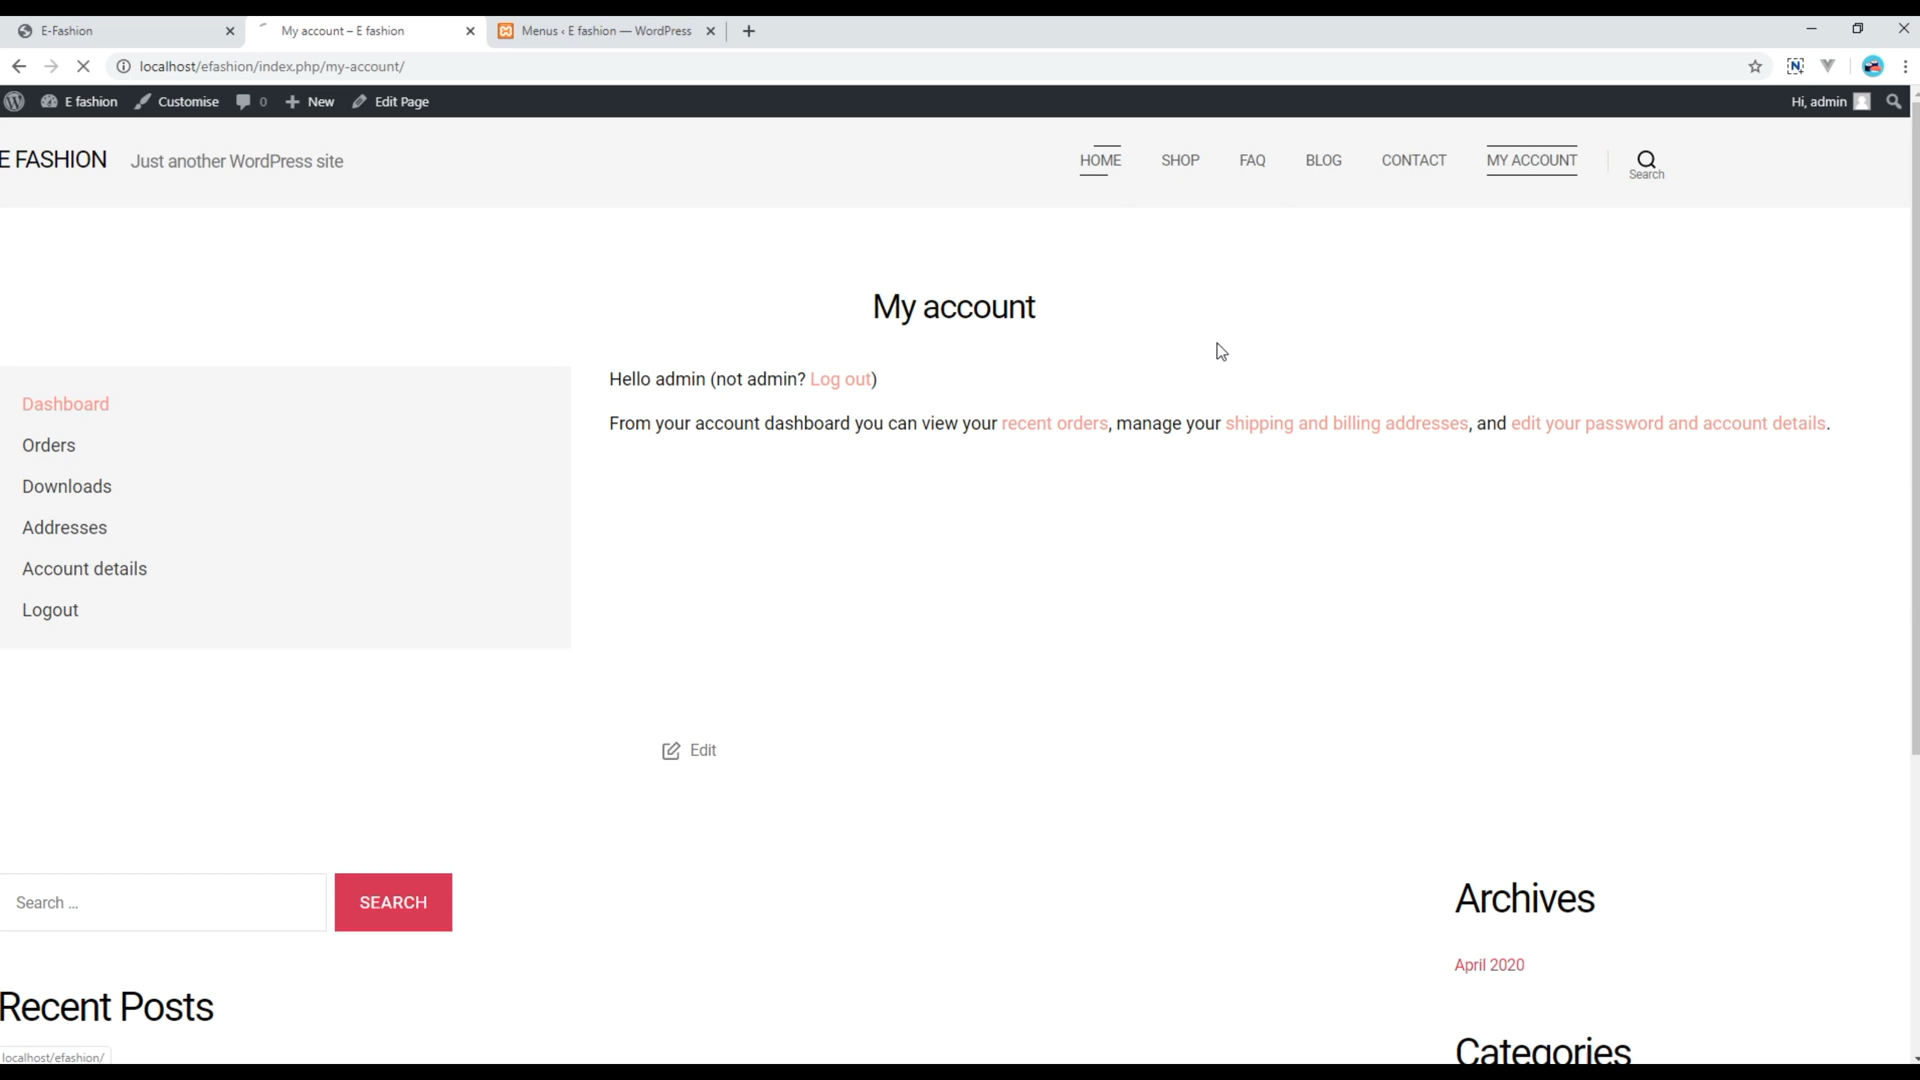 E-Fashion
My account – E fashion
Menus ‹ E fashion — WordPress
localhost/efashion/index.php/my-account/
E fashion
Customise
0
New
Edit Page
Hi, admin
E FASHION
Just another WordPress site
HOME
SHOP
FAQ
BLOG
CONTACT
MY ACCOUNT
Search
My account
Dashboard
Orders
Downloads
Addresses
Account details
Logout
Hello admin (not admin? Log out)
From your account dashboard you can view your recent orders, manage your shipping and billing addresses, and edit your password and account details.
Edit
Search …
SEARCH
Archives
April 2020
Recent Posts
Categories
localhost/efashion/